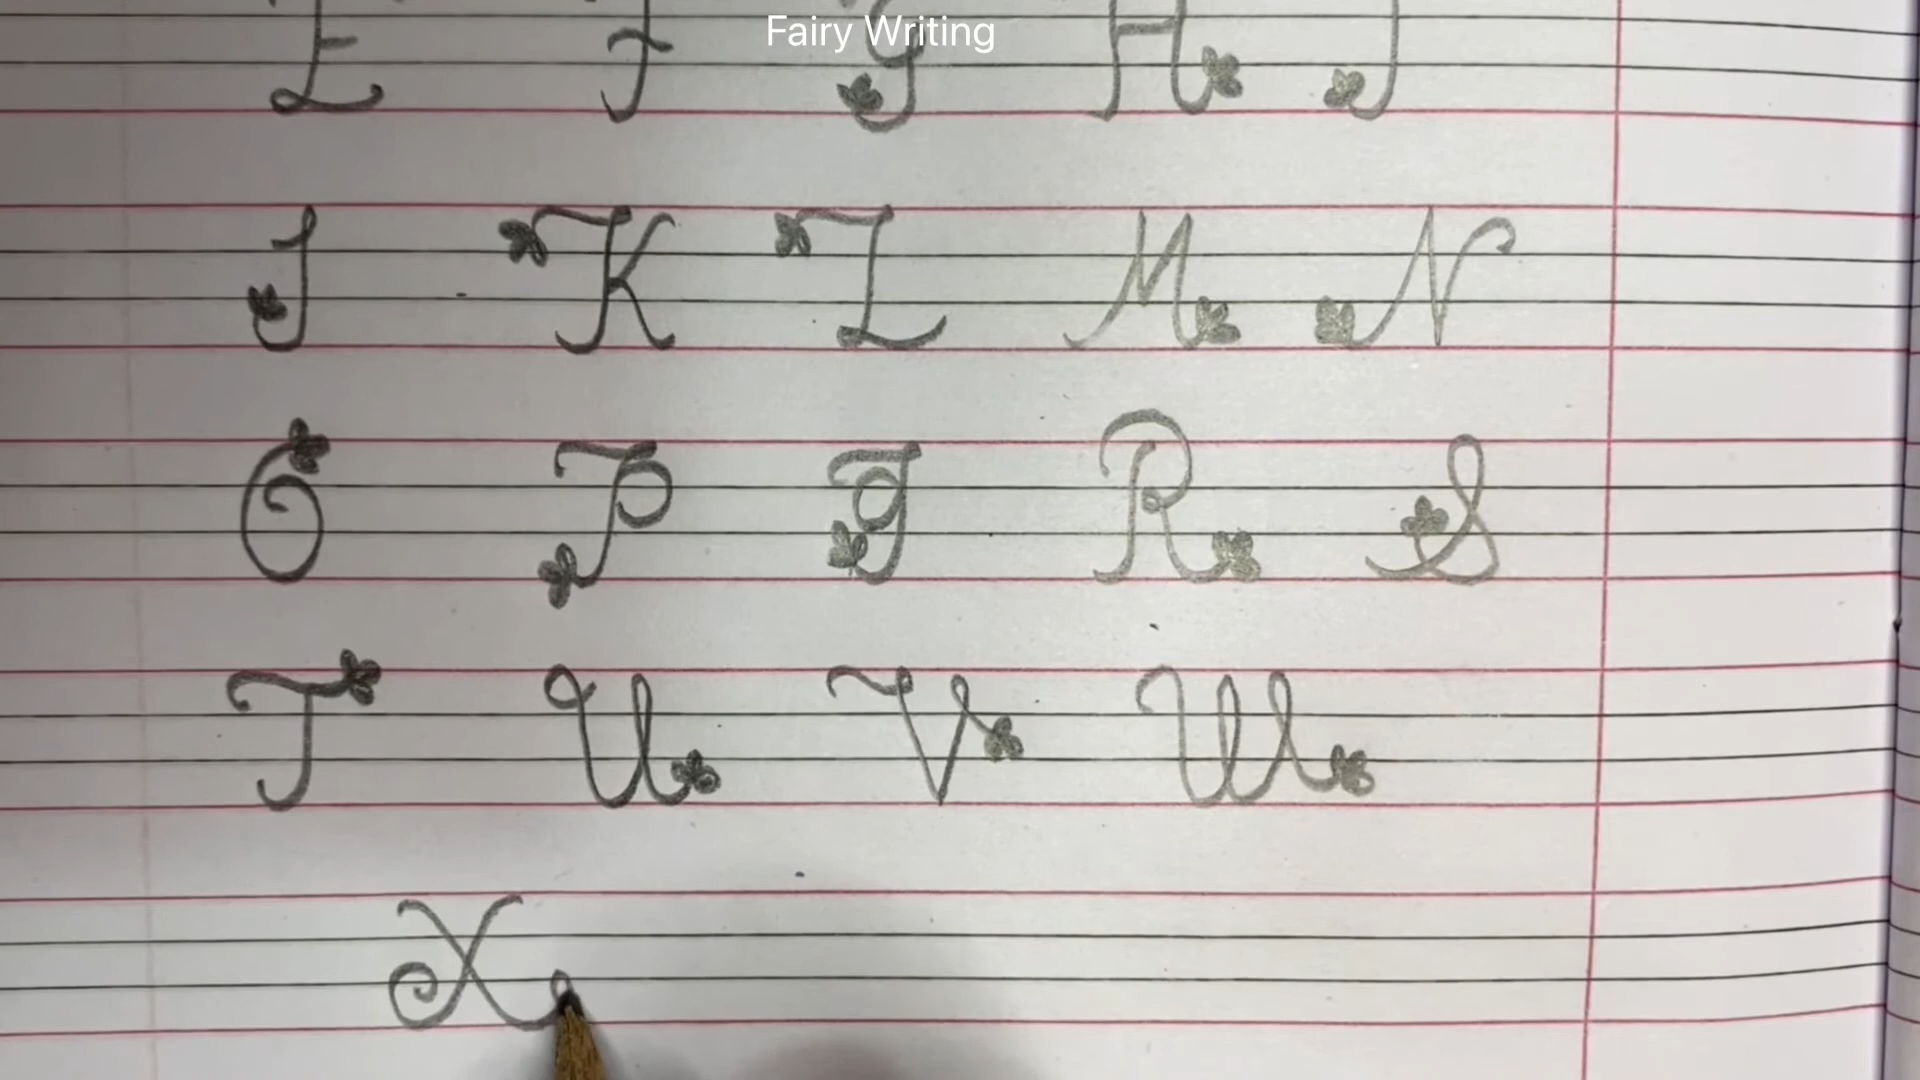 Fairy Writing
E F G H I
J K L M N
O P Q R S
T U V W
X